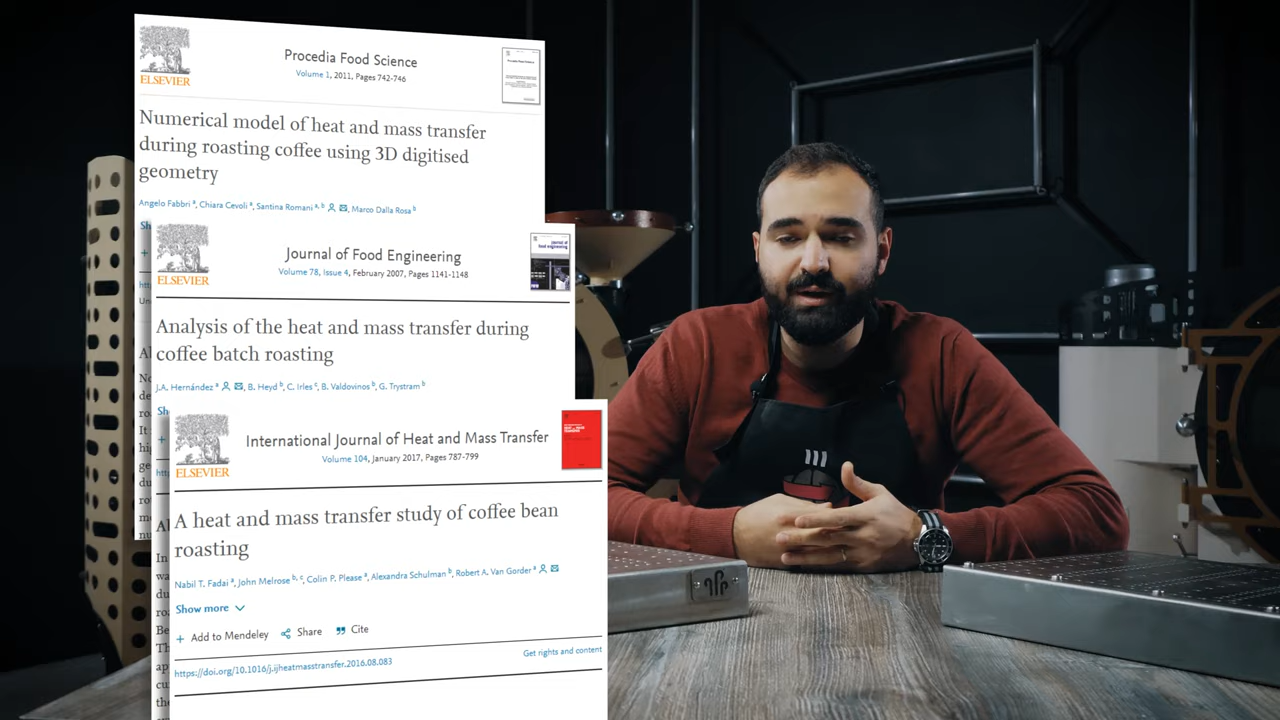 ELSEVIER
Procedia Food Science
Volume 1, 2011, Pages 742-746
Numerical model of heat and mass transfer
during roasting coffee using 3D digitised
geometry
Angelo Fabbri a, Chiara Cevoli a, Santina Romani a, b, Marco Dalla Rosa b
Sh
ELSEVIER
Journal of Food Engineering
Volume 78, Issue 4, February 2007, Pages 1141-1148
Analysis of the heat and mass transfer during
coffee batch roasting
J.A. Hernández a, B. Heyd b, C. Irles c, B. Valdovinos b, G. Trystram b
Sh
ELSEVIER
International Journal of Heat and Mass Transfer
Volume 104, January 2017, Pages 787-799
A heat and mass transfer study of coffee bean
roasting
Nabil T. Fadai a, John Melrose b, c, Colin P. Please a, Alexandra Schulman b, Robert A. Van Gorder a
Show more
+ Add to Mendeley Share Cite
https://doi.org/10.1016/j.ijheatmasstransfer.2016.08.083
Get rights and content